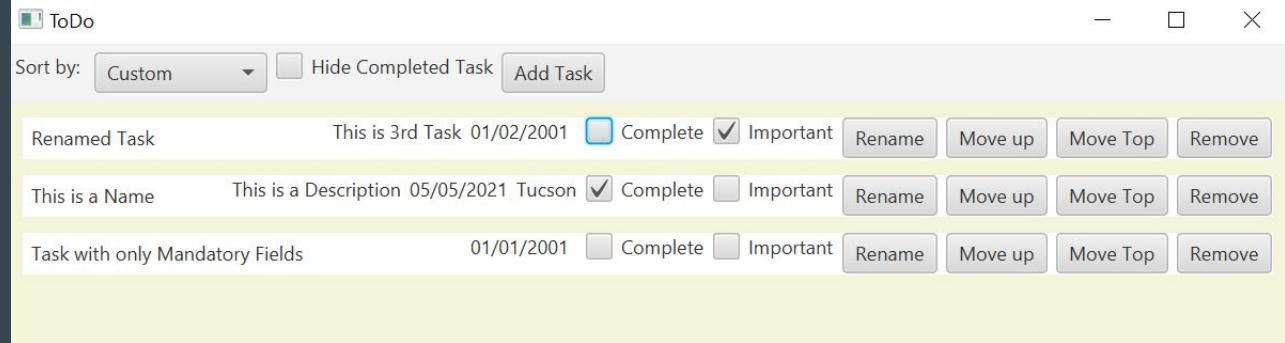 ToDo
Sort by: Custom Hide Completed Task Add Task
Renamed Task This is 3rd Task 01/02/2001 Complete Important Rename Move up Move Top Remove
This is a Name This is a Description 05/05/2021 Tucson Complete Important Rename Move up Move Top Remove
Task with only Mandatory Fields 01/01/2001 Complete Important Rename Move up Move Top Remove